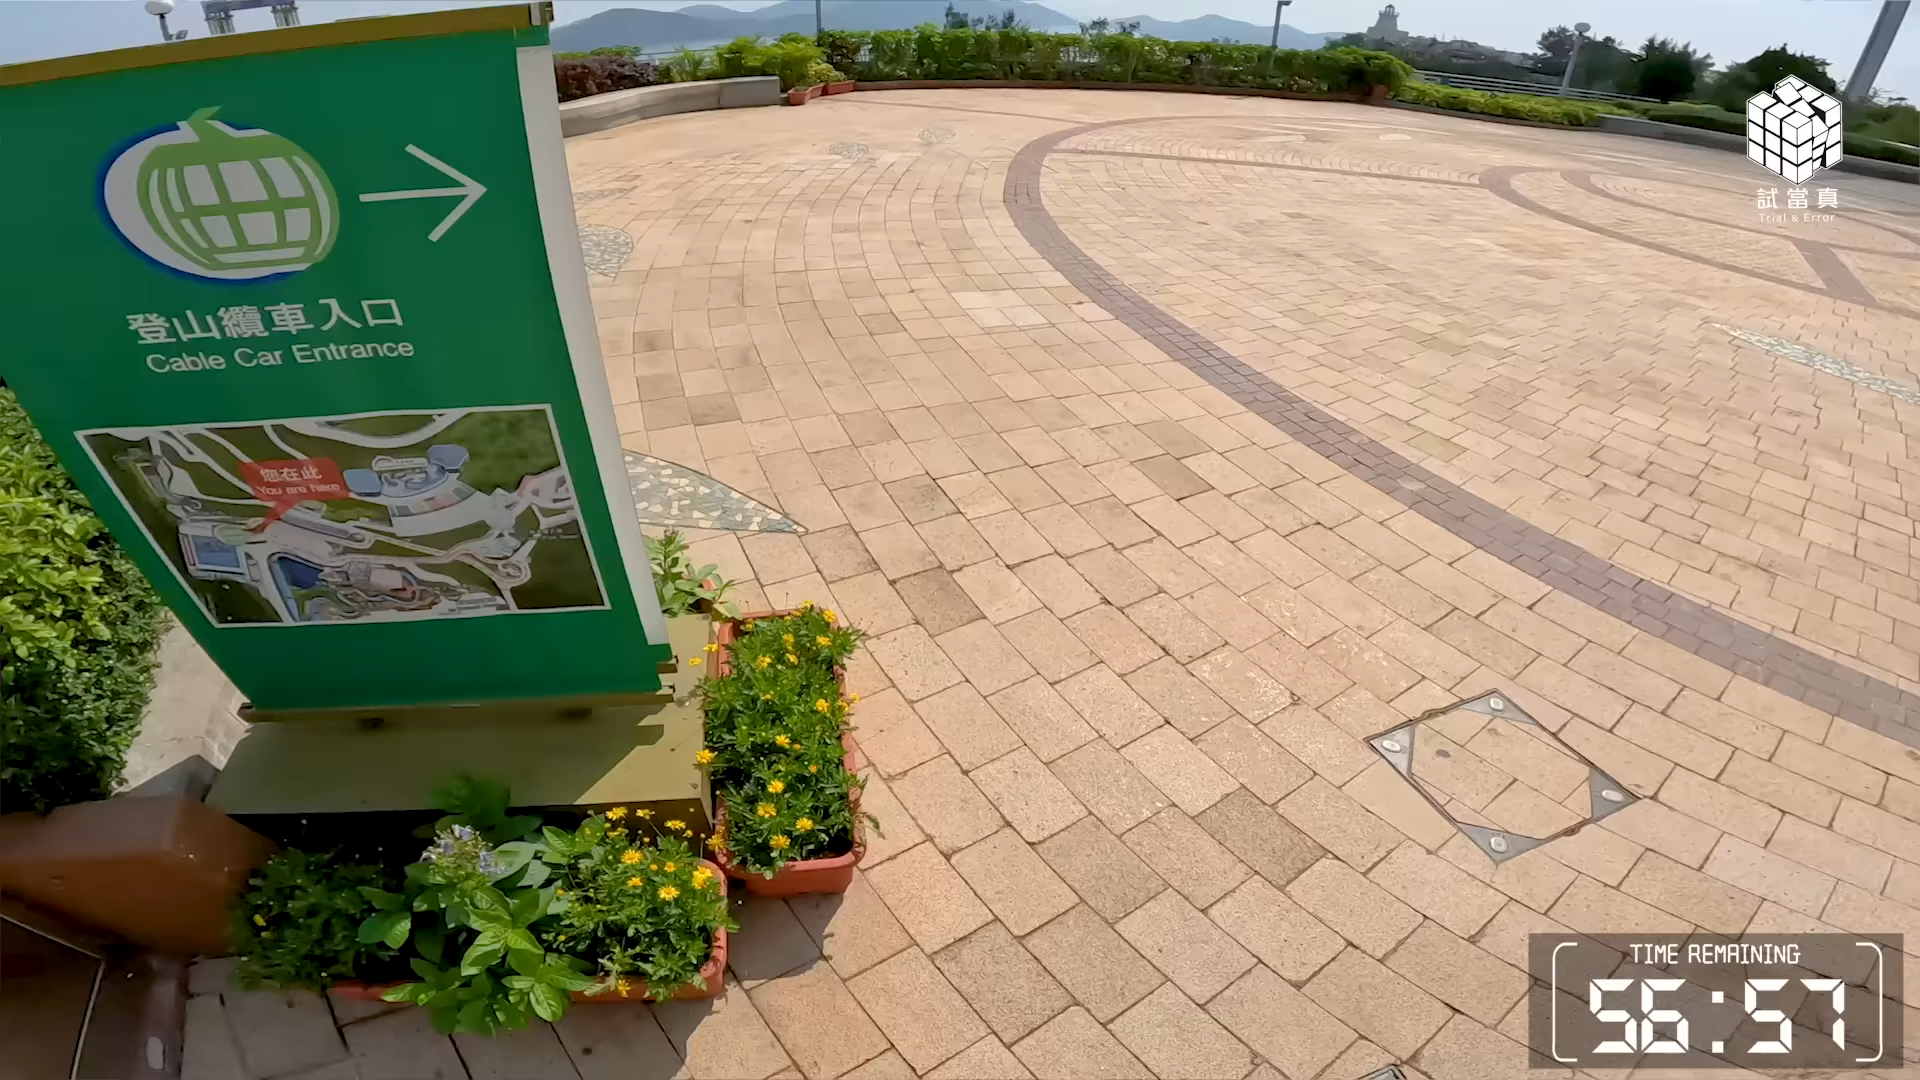 登山纜車入口
Cable Car Entrance
您在此
You are here
試當真
Trial & Error
TIME REMAINING
56:57